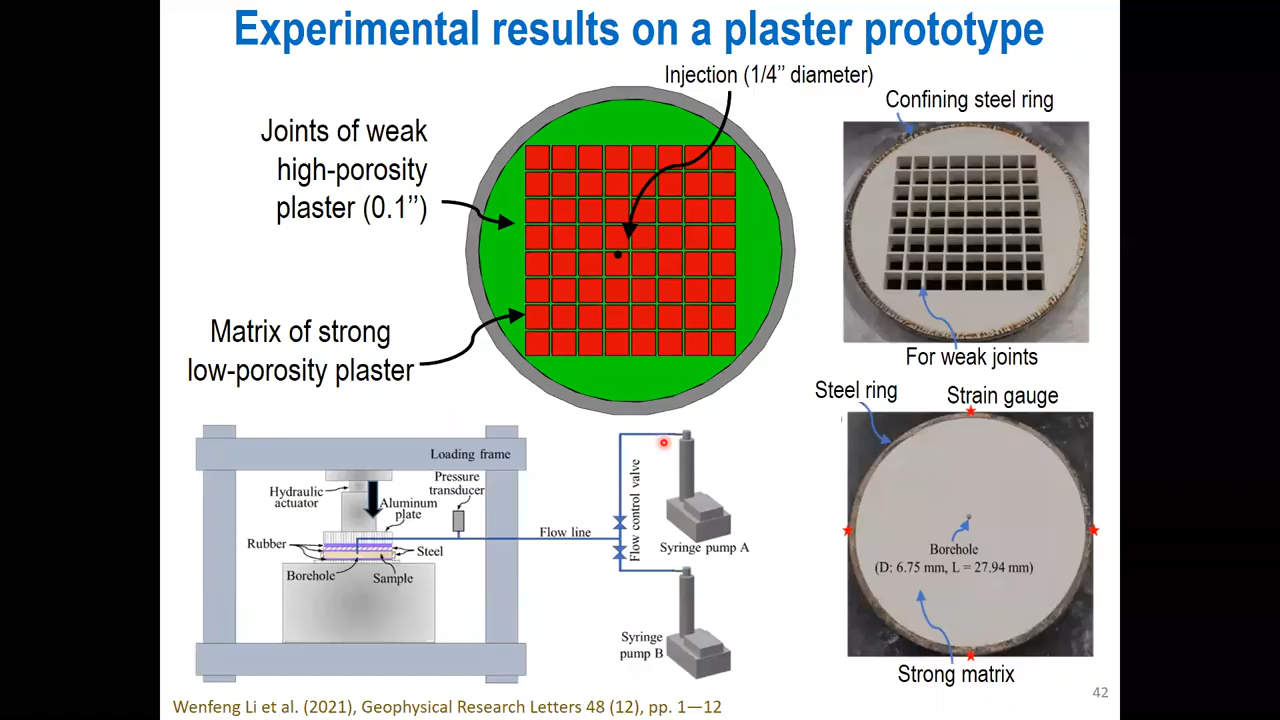 Experimental results on a plaster prototype
Injection (1/4’’ diameter)
Joints of weak
high-porosity
plaster (0.1’’)
Matrix of strong
low-porosity plaster
Confining steel ring
For weak joints
Steel ring
Strain gauge
Borehole
(D: 6.75 mm, L = 27.94 mm)
Strong matrix
Loading frame
Pressure
transducer
Hydraulic
actuator
Aluminum
plate
Rubber
Steel
Borehole
Sample
Flow line
Flow control valve
Syringe pump A
Syringe
pump B
Wenfeng Li et al. (2021), Geophysical Research Letters 48 (12), pp. 1—12
42